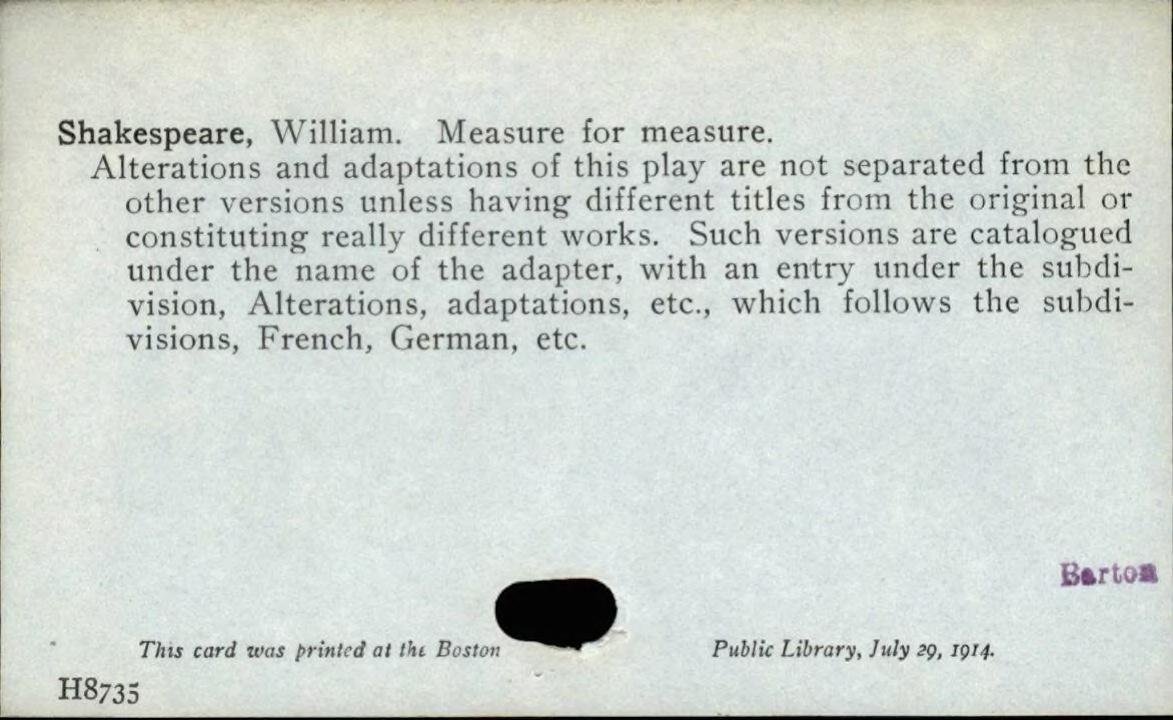 Shakespeare, William. Measure for measure.
Alterations and adaptations of this play are not separated from the
other versions unless having different titles from the original or
constituting really different works. Such versions are catalogued
under the name of the adapter, with an entry under the subdi-
vision, Alterations, adaptations, etc., which follows the subdi-
visions, French, German, etc.
Barton
This card was printed at the Boston Public Library, July 29, 1914.
H8735